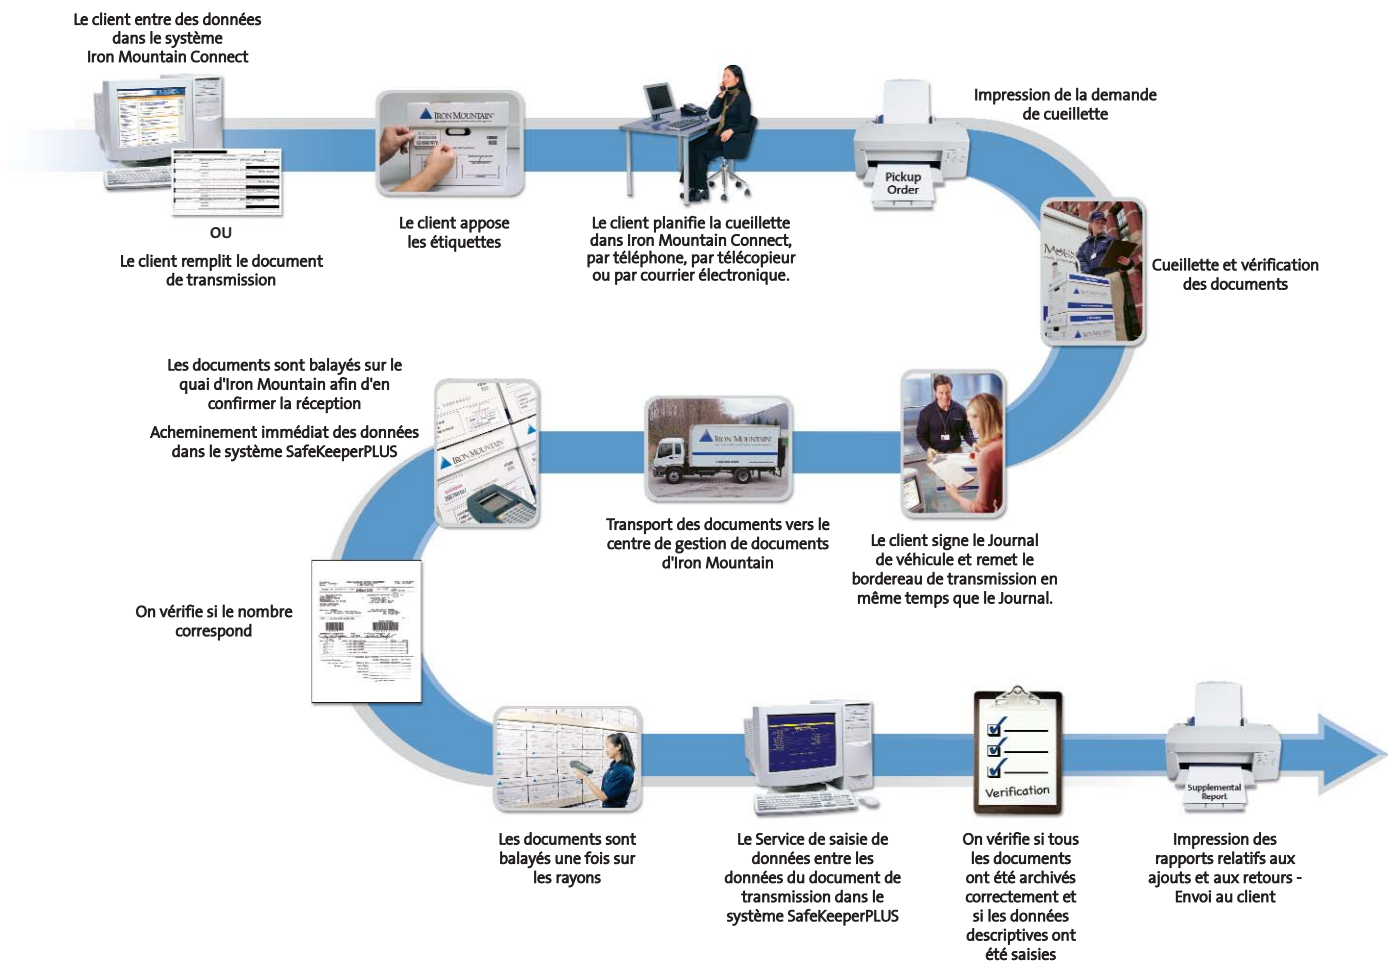 Le client entre des données
dans le système
Iron Mountain Connect
OU
Le client remplit le document
de transmission
IRON MOUNTAIN
Le client appose
les étiquettes
Le client planifie la cueillette
dans Iron Mountain Connect,
par téléphone, par télécopieur
ou par courrier électronique.
Pickup
Order
Impression de la demande
de cueillette
Cueillette et vérification
des documents
Le client signe le Journal
de véhicule et remet le
bordereau de transmission en
même temps que le Journal.
IRON MOUNTAIN
Transport des documents vers le
centre de gestion de documents
d'Iron Mountain
Les documents sont balayés sur le
quai d'Iron Mountain afin d'en
confirmer la réception
Acheminement immédiat des données
dans le système SafeKeeperPLUS
IRON MOUNTAIN
On vérifie si le nombre
correspond
Les documents sont
balayés une fois sur
les rayons
Le Service de saisie de
données entre les
données du document de
transmission dans le
système SafeKeeperPLUS
Verification
On vérifie si tous
les documents
ont été archivés
correctement et
si les données
descriptives ont
été saisies
Supplemental
Report
Impression des
rapports relatifs aux
ajouts et aux retours -
Envoi au client